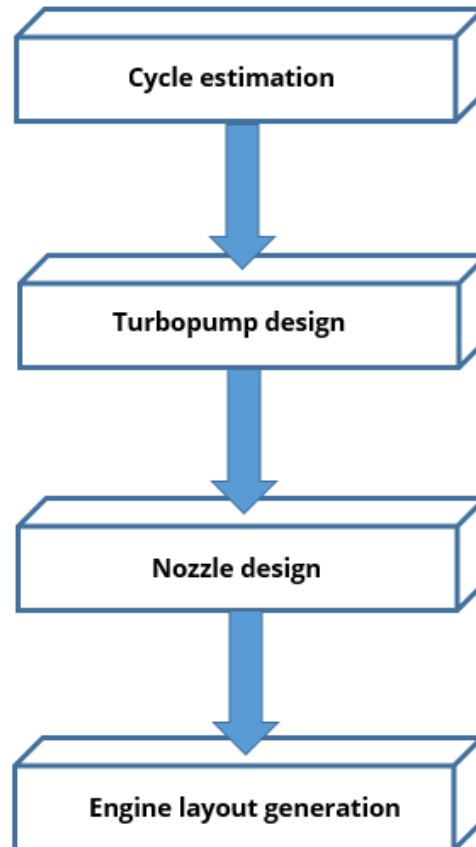 Cycle estimation
Turbopump design
Nozzle design
Engine layout generation